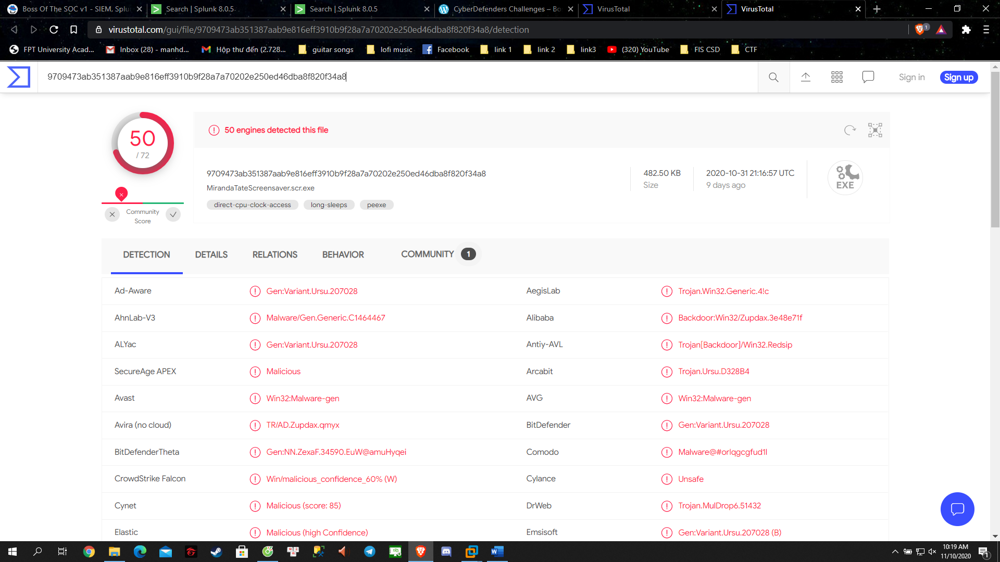 Boss Of The SOC v1 - SIEM, Splu
Search | Splunk 8.0.5
Search | Splunk 8.0.5
CyberDefenders Challenges – Bo
VirusTotal
VirusTotal
virustotal.com/gui/file/9709473ab351387aab9e816eff3910b9f28a7a70202e250ed46dba8f820f34a8/detection
1
FPT University Acad...
Inbox (28) - manhd...
Hộp thư đến (2.728...
guitar songs
lofi music
Facebook
link 1
link 2
link3
(320) YouTube
FIS CSD
CTF
9709473ab351387aab9e816eff3910b9f28a7a70202e250ed46dba8f820f34a8
Sign in
Sign up
50
/ 72
Community
Score
50 engines detected this file
9709473ab351387aab9e816eff3910b9f28a7a70202e250ed46dba8f820f34a8
MirandaTateScreensaver.scr.exe
direct-cpu-clock-access
long-sleeps
peexe
482.50 KB
Size
2020-10-31 21:16:57 UTC
9 days ago
EXE
DETECTION
DETAILS
RELATIONS
BEHAVIOR
COMMUNITY
1
Ad-Aware
Gen:Variant.Ursu.207028
AegisLab
Trojan.Win32.Generic.4!c
AhnLab-V3
Malware/Gen.Generic.C1464467
Alibaba
Backdoor:Win32/Zupdax.3e48e71f
ALYac
Gen:Variant.Ursu.207028
Antiy-AVL
Trojan[Backdoor]/Win32.Redsip
SecureAge APEX
Malicious
Arcabit
Trojan.Ursu.D328B4
Avast
Win32:Malware-gen
AVG
Win32:Malware-gen
Avira (no cloud)
TR/AD.Zupdax.qmyx
BitDefender
Gen:Variant.Ursu.207028
BitDefenderTheta
Gen:NN.ZexaF.34590.EuW@amuHyqei
Comodo
Malware@#orlqgcgfud1l
CrowdStrike Falcon
Win/malicious_confidence_60% (W)
Cylance
Unsafe
Cynet
Malicious (score: 85)
DrWeb
Trojan.MulDrop6.51432
Elastic
Malicious (high Confidence)
Emsisoft
Gen:Variant.Ursu.207028 (B)
10:19 AM
11/10/2020
1